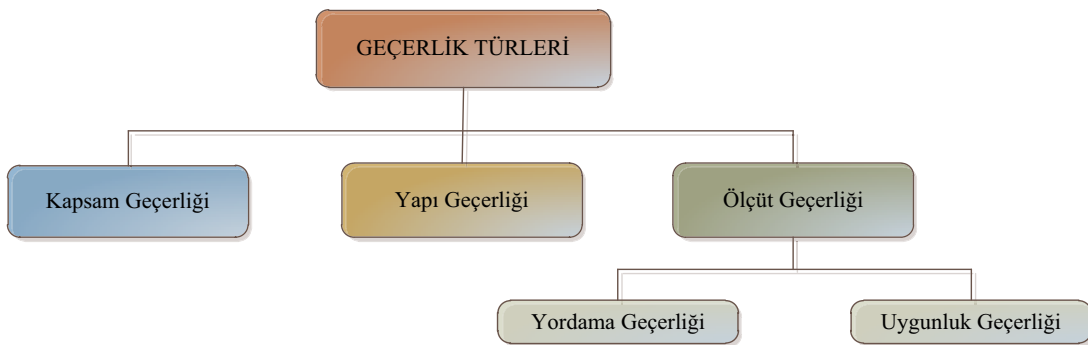 GEÇERLİK TÜRLERİ
Kapsam Geçerliği
Yapı Geçerliği
Ölçüt Geçerliği
Yordama Geçerliği
Uygunluk Geçerliği